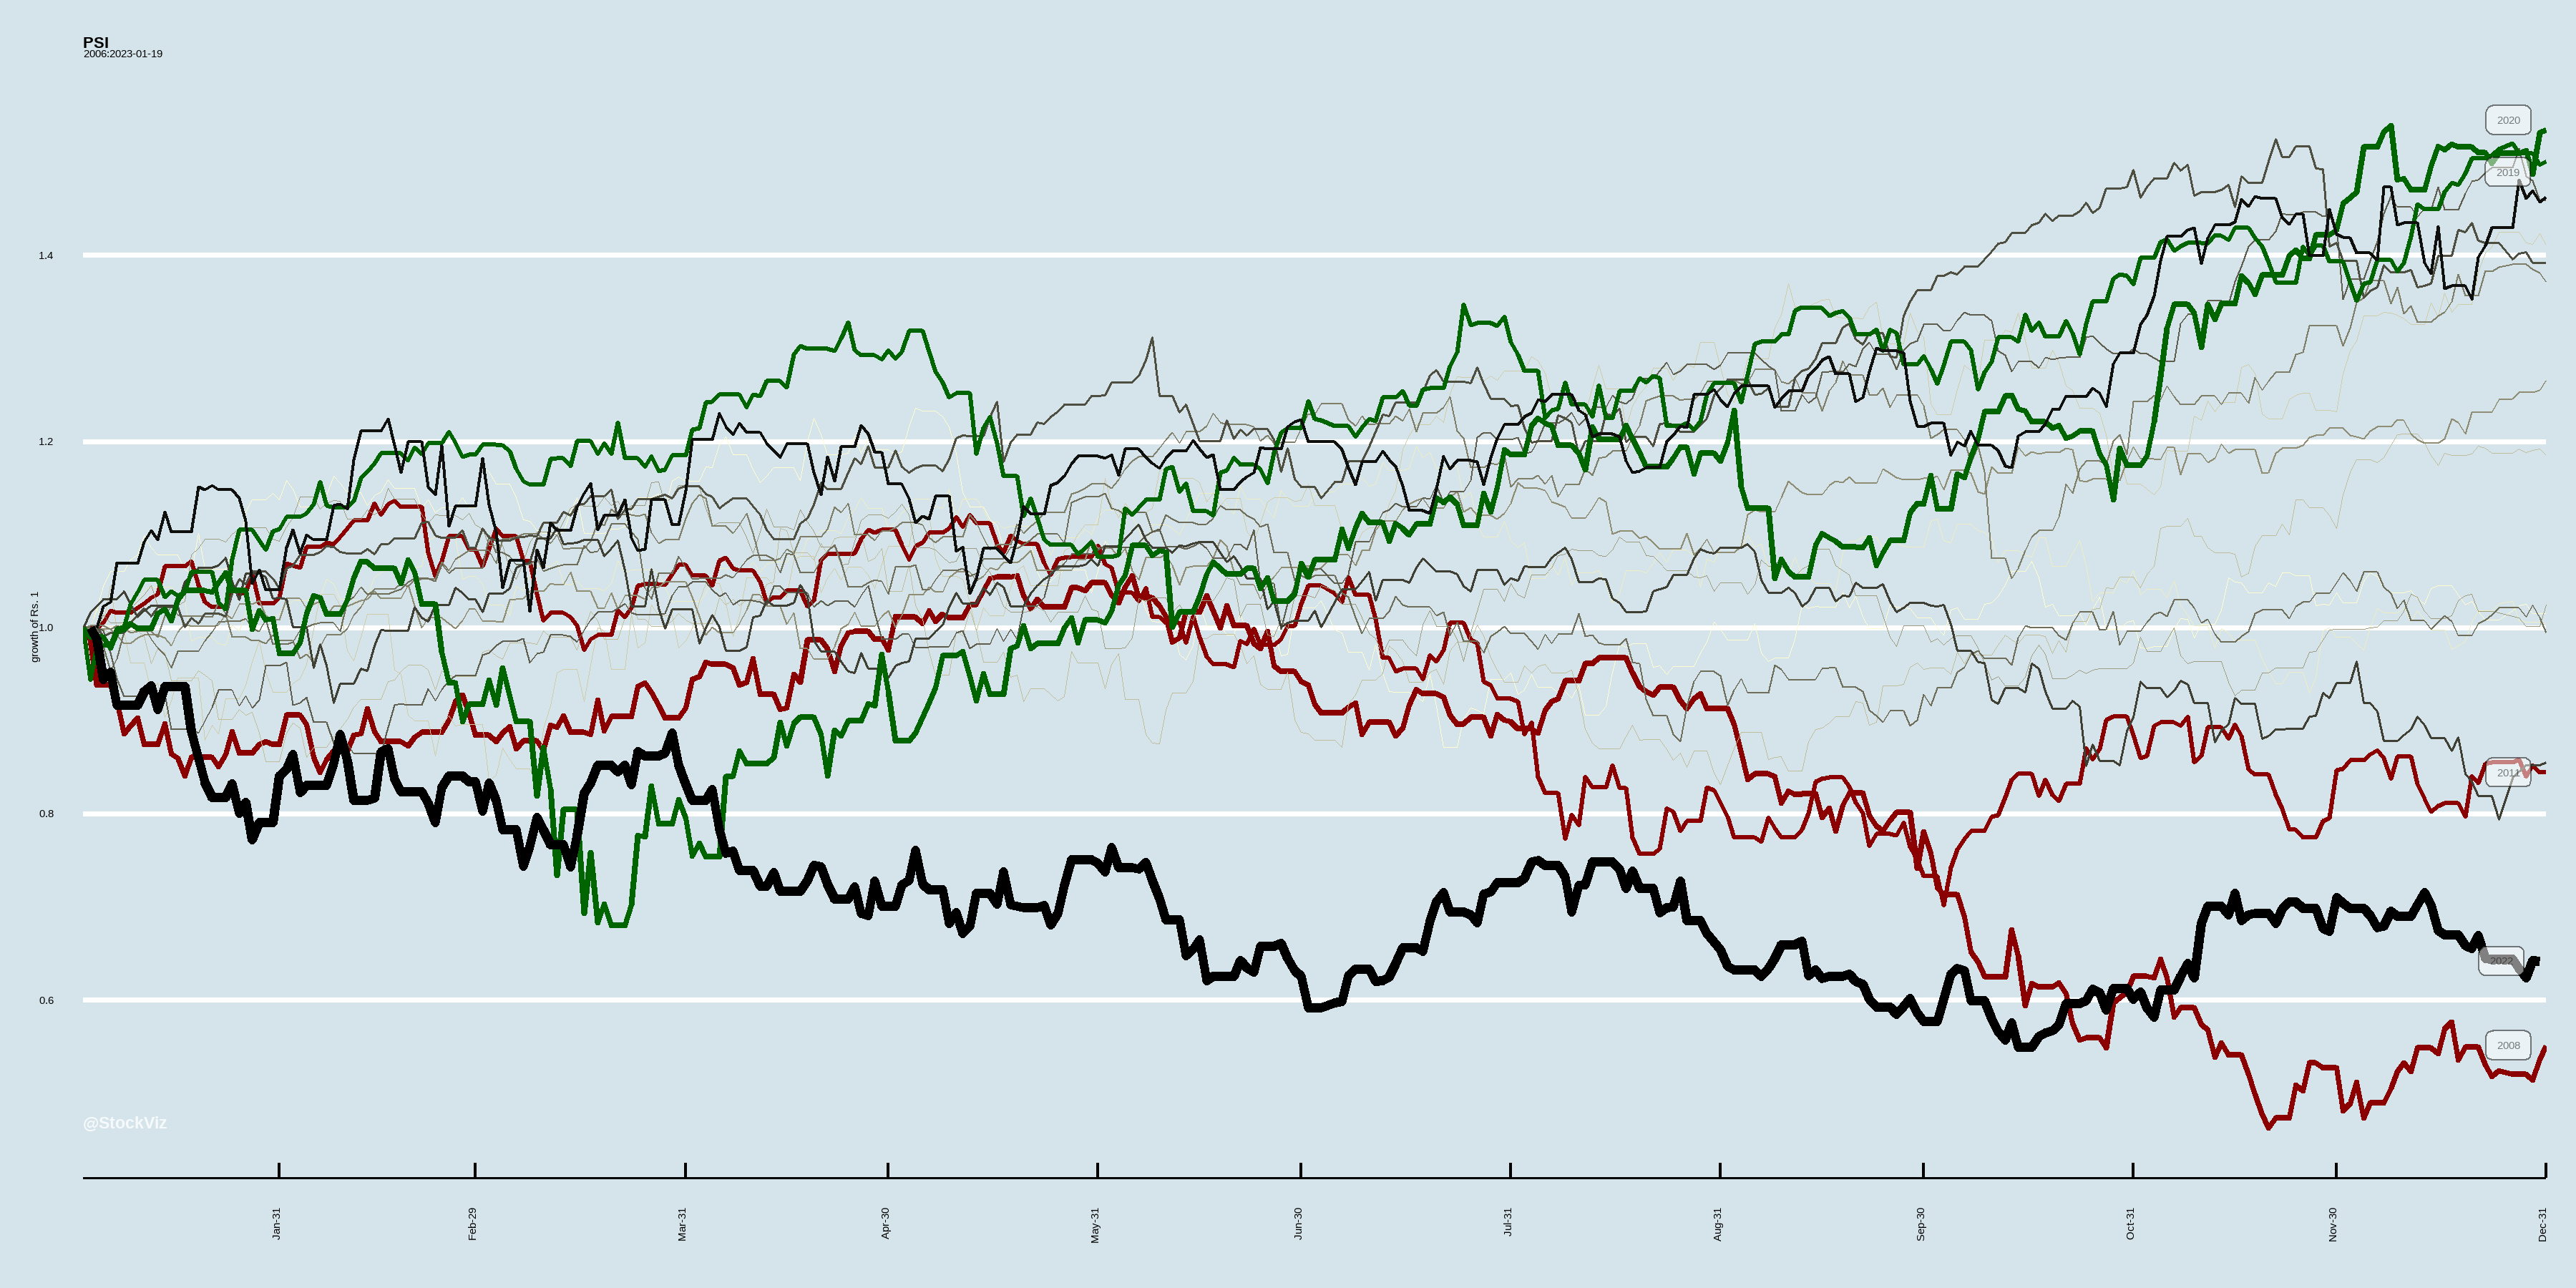 PSI
2006:2023-01-19
growth of Rs. 1
1.4
1.2
1.0
0.8
0.6
2020
2019
2011
2022
2008
@StockViz
Jan-31
Feb-29
Mar-31
Apr-30
May-31
Jun-30
Jul-31
Aug-31
Sep-30
Oct-31
Nov-30
Dec-31